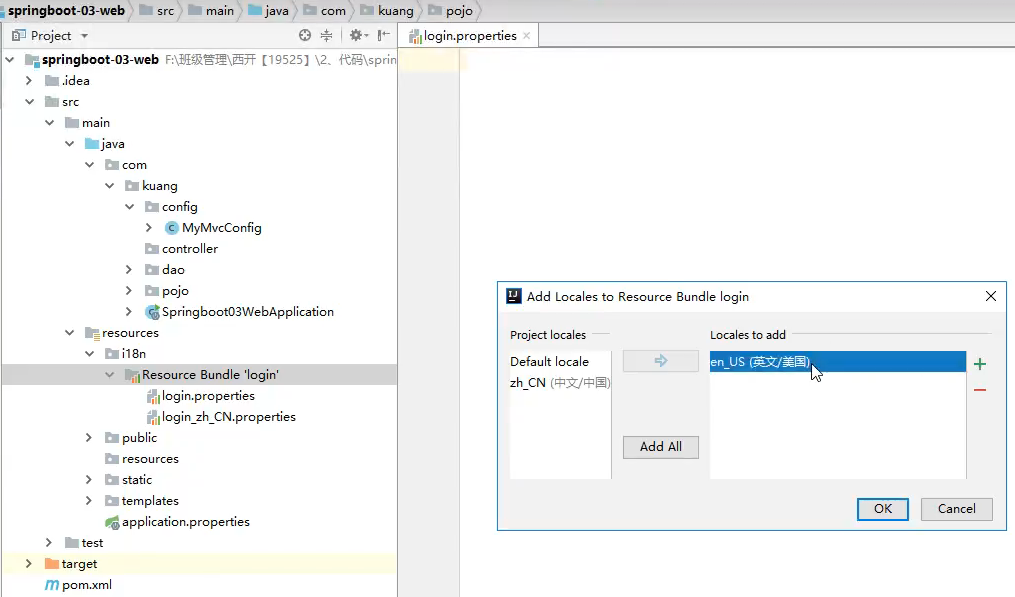 springboot-03-web src main java com kuang pojo
Project
login.properties
springboot-03-web F:\班级管理\西开【19525】\2、代码\sprin
.idea
src
main
java
com
kuang
config
MyMvcConfig
controller
dao
pojo
Springboot03WebApplication
resources
i18n
Resource Bundle 'login'
login.properties
login_zh_CN.properties
public
resources
static
templates
application.properties
test
target
pom.xml
Add Locales to Resource Bundle login
Project locales
Locales to add
Default locale
zh_CN (中文/中国)
en_US (英文/美国)
Add All
OK
Cancel